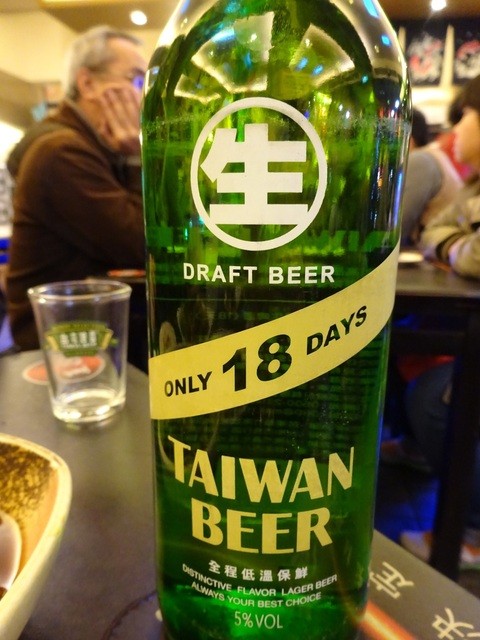 生
DRAFT BEER
ONLY 18 DAYS
TAIWAN
BEER
全程低溫保鮮
DISTINCTIVE FLAVOR LAGER BEER
ALWAYS YOUR BEST CHOICE
5%VOL
定